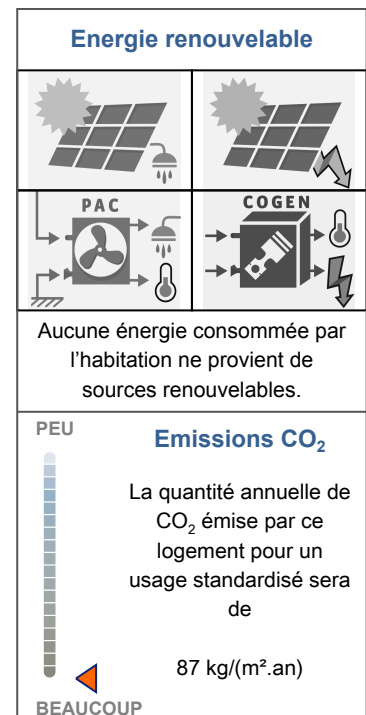 Energie renouvelable
PAC
COGEN
Aucune énergie consommée par
l'habitation ne provient de
sources renouvelables.
PEU
Emissions CO₂
La quantité annuelle de
CO₂ émise par ce
logement pour un
usage standardisé sera
de
87 kg/(m².an)
BEAUCOUP